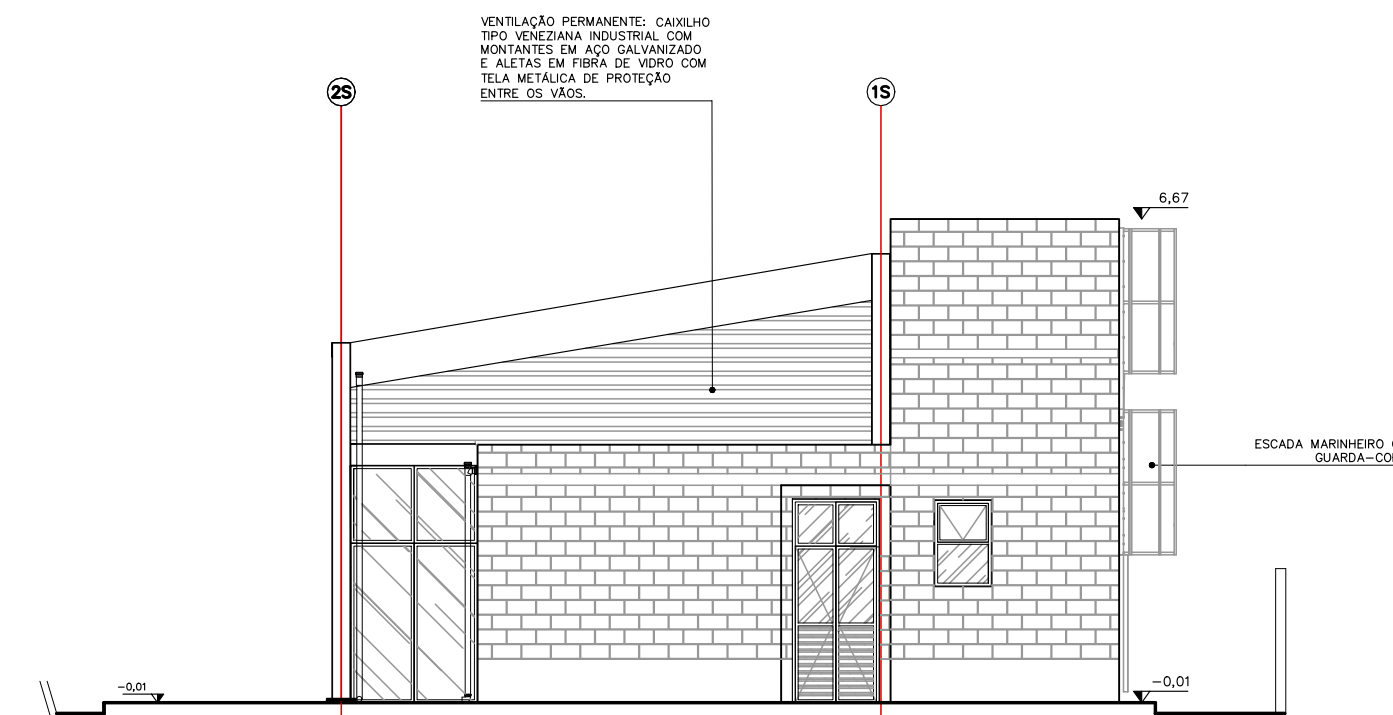 VENTILAÇÃO PERMANENTE: CAIXILHO
TIPO VENEZIANA INDUSTRIAL COM
MONTANTES EM AÇO GALVANIZADO
E ALETAS EM FIBRA DE VIDRO COM
TELA METÁLICA DE PROTEÇÃO
ENTRE OS VÃOS.
2S
1S
6,67
ESCADA MARINHEIRO
-0,01
-0,01